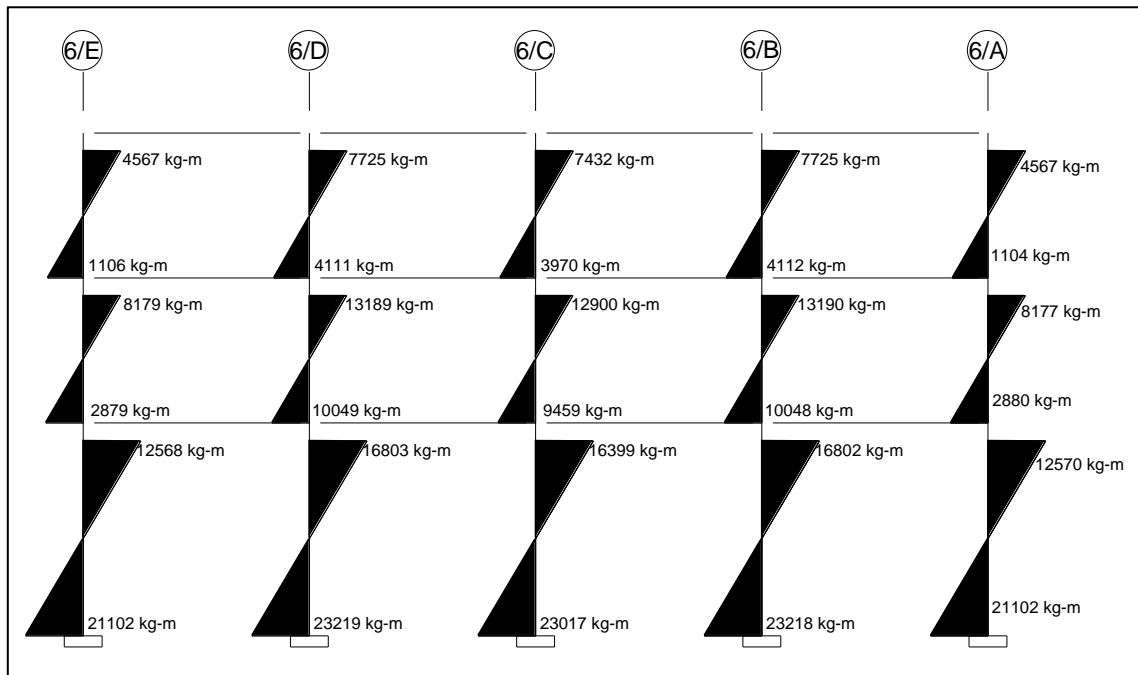 6/E 6/D 6/C 6/B 6/A
4567 kg-m 7725 kg-m 7432 kg-m 7725 kg-m 4567 kg-m
1106 kg-m 4111 kg-m 3970 kg-m 4112 kg-m 1104 kg-m
8179 kg-m 13189 kg-m 12900 kg-m 13190 kg-m 8177 kg-m
2879 kg-m 10049 kg-m 9459 kg-m 10048 kg-m 2880 kg-m
12568 kg-m 16803 kg-m 16399 kg-m 16802 kg-m 12570 kg-m
21102 kg-m 23219 kg-m 23017 kg-m 23218 kg-m 21102 kg-m